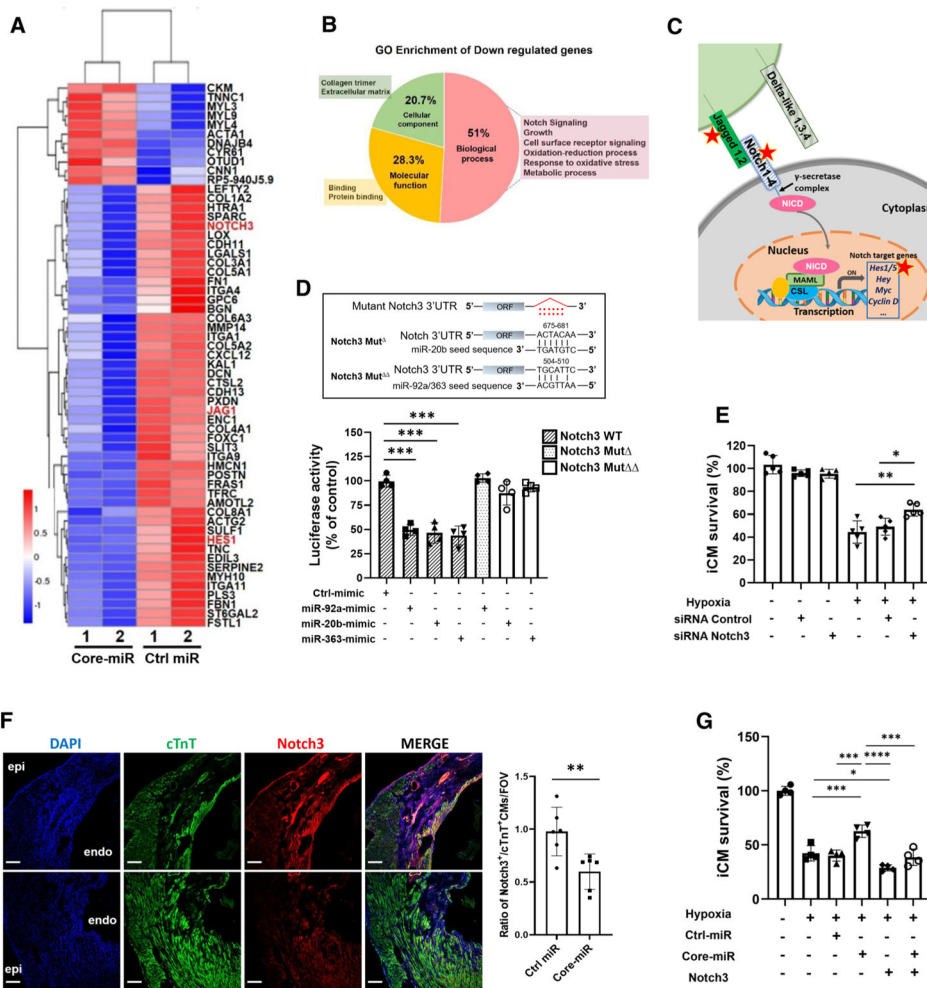 A
CKM
TNNC1
MYL3
MYL9
MYL4
ACTA1
DNAJB4
CYR61
OTUD1
CNN1
RP5-940J5.9
LEFTY2
COL1A2
HTRA1
SPARC
NOTCH3
LOX
CDH11
LGALS1
COL3A1
COL5A1
FN1
ITGA4
GPC6
BGN
COL6A3
MMP14
ITGA1
COL5A2
CXCL12
KAL1
DCN
CTSL2
CDH13
PXDN
JAG1
ENC1
COL4A1
FOXC1
SLIT3
ITGA9
HMCN1
POSTN
FRAS1
TFRC
AMOTL2
COL8A1
ACTG2
SULF1
HES1
TNC
EDIL3
SERPINE2
MYH10
ITGA11
PLS3
FBN1
ST6GAL2
FSTL1
1
0.5
0
-0.5
-1
1 2 1 2
Core-miR Ctrl miR
B
GO Enrichment of Down regulated genes
Collagen trimer
Extracellular matrix
20.7%
Cellular
component
51%
Biological
process
28.3%
Molecular
function
Binding
Protein binding
Notch Signaling
Growth
Cell surface receptor signaling
Oxidation-reduction process
Response to oxidative stress
Metabolic process
C
Delta-like 1,3,4
Jagged 1,2
Notch1-4
γ-secretase
complex
NICD
Cytoplasm
Nucleus
NICD
MAML
CSL
ON
Transcription
Notch target genes
Hes1/5
Hey
Myc
Cyclin D
...
D
Mutant Notch3 3’UTR 5’ ORF 3’
675-681
Notch3 MutΔ
Notch 3’UTR 5’ ORF ACTACAA 3’
miR-20b seed sequence 3’ TGATGTC 5’
504-510
Notch3 MutΔΔ
Notch 3’UTR 5’ ORF TGCATTC 3’
miR-92a/363 seed sequence 3’ ACGTTAA 5’
Luciferase activity
(% of control)
150
125
100
75
50
25
0
***
***
***
Notch3 WT
Notch3 MutΔ
Notch3 MutΔΔ
Ctrl-mimic + - - - - - -
miR-92a-mimic - + - - + - -
miR-20b-mimic - - + - - + -
miR-363-mimic - - - + - - +
E
iCM survival (%)
120
100
80
60
40
20
0
*
**
Hypoxia - - - + + +
siRNA Control - + - - + -
siRNA Notch3 - - + - - +
F
DAPI cTnT Notch3 MERGE
epi
endo
endo
epi
Ratio of Notch3+/cTnT+CMs/FOV
1.5
1.0
0.5
0.0
**
Ctrl miR
Core-miR
G
iCM survival (%)
150
100
50
0
***
*** ****
*
***
Hypoxia - + + + + +
Ctrl-miR - - + - - -
Core-miR - - - + - +
Notch3 - - - - + +